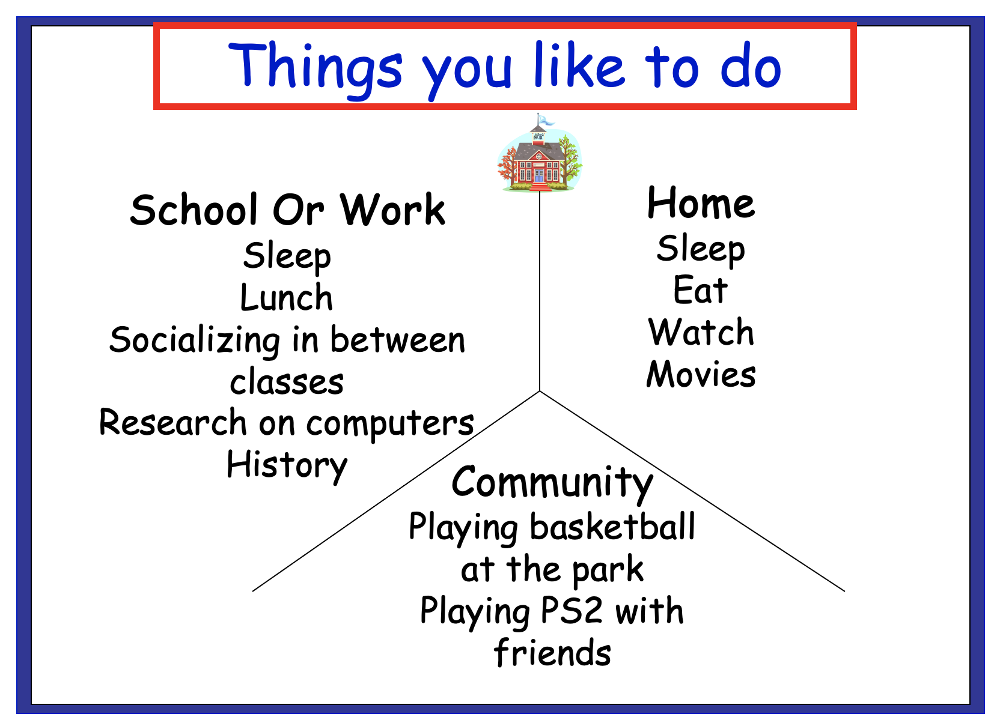 Things you like to do
School Or Work
Sleep
Lunch
Socializing in between
classes
Research on computers
History
Home
Sleep
Eat
Watch
Movies
Community
Playing basketball
at the park
Playing PS2 with
friends